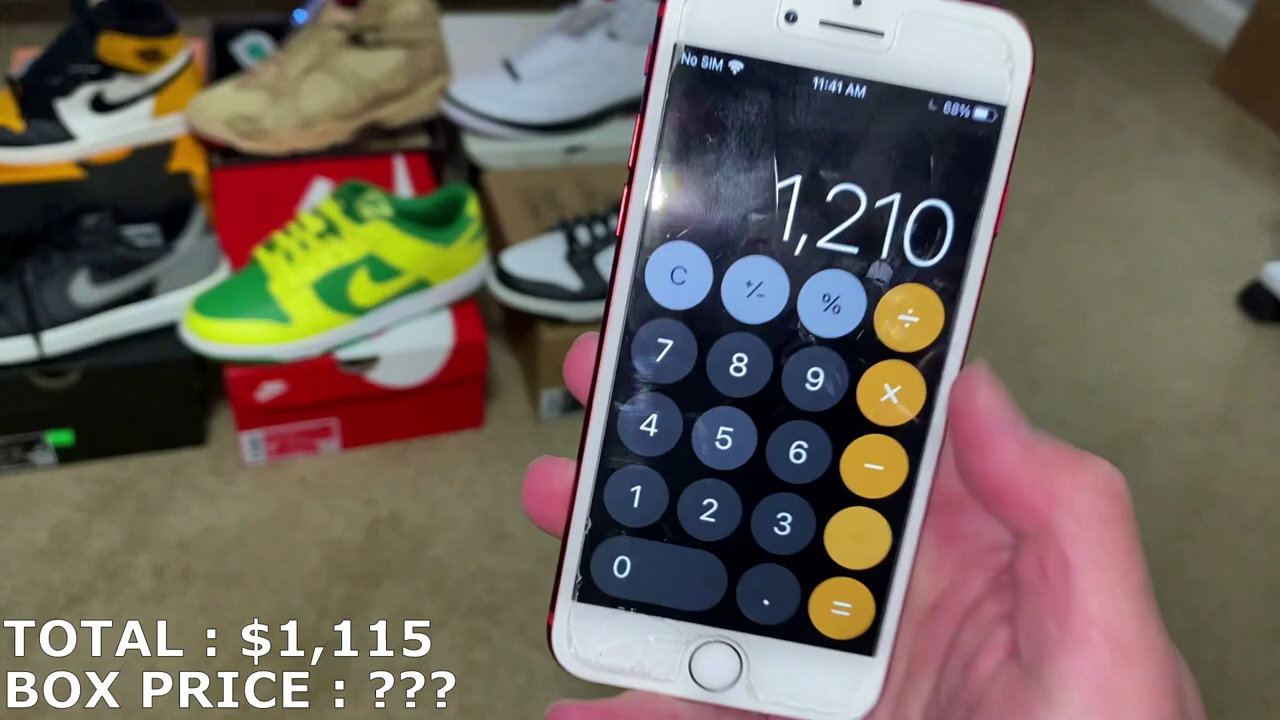 No SIM 11:41 AM 68%
1,210
C +/- % ÷
7 8 9 ×
4 5 6 −
1 2 3
0 . =
TOTAL : $1,115
BOX PRICE : ???